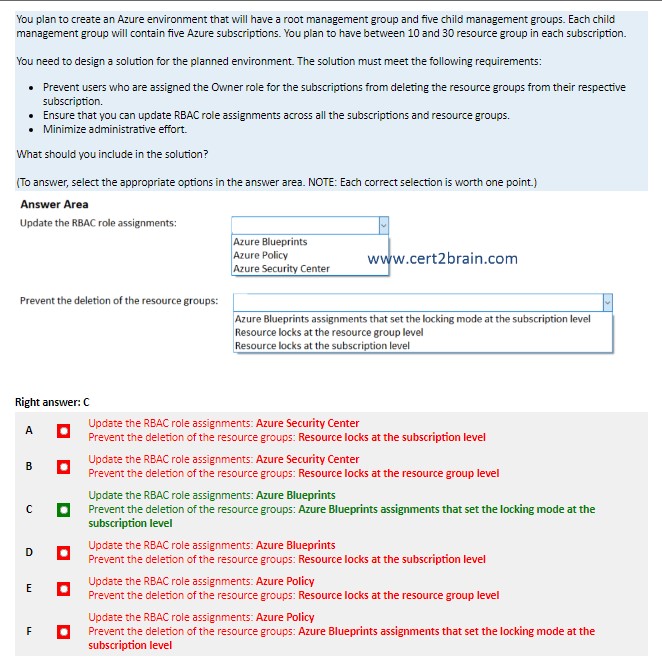 You plan to create an Azure environment that will have a root management group and five child management groups. Each child
management group will contain five Azure subscriptions. You plan to have between 10 and 30 resource group in each subscription.
You need to design a solution for the planned environment. The solution must meet the following requirements:
• Prevent users who are assigned the Owner role for the subscriptions from deleting the resource groups from their respective
subscription.
• Ensure that you can update RBAC role assignments across all the subscriptions and resource groups.
• Minimize administrative effort.
What should you include in the solution?
(To answer, select the appropriate options in the answer area. NOTE: Each correct selection is worth one point.)
Answer Area
Update the RBAC role assignments:
Azure Blueprints
Azure Policy
Azure Security Center
www.cert2brain.com
Prevent the deletion of the resource groups:
Azure Blueprints assignments that set the locking mode at the subscription level
Resource locks at the resource group level
Resource locks at the subscription level
Right answer: C
A
Update the RBAC role assignments: Azure Security Center
Prevent the deletion of the resource groups: Resource locks at the subscription level
B
Update the RBAC role assignments: Azure Security Center
Prevent the deletion of the resource groups: Resource locks at the resource group level
C
Update the RBAC role assignments: Azure Blueprints
Prevent the deletion of the resource groups: Azure Blueprints assignments that set the locking mode at the
subscription level
D
Update the RBAC role assignments: Azure Blueprints
Prevent the deletion of the resource groups: Resource locks at the subscription level
E
Update the RBAC role assignments: Azure Policy
Prevent the deletion of the resource groups: Resource locks at the resource group level
F
Update the RBAC role assignments: Azure Policy
Prevent the deletion of the resource groups: Azure Blueprints assignments that set the locking mode at the
subscription level